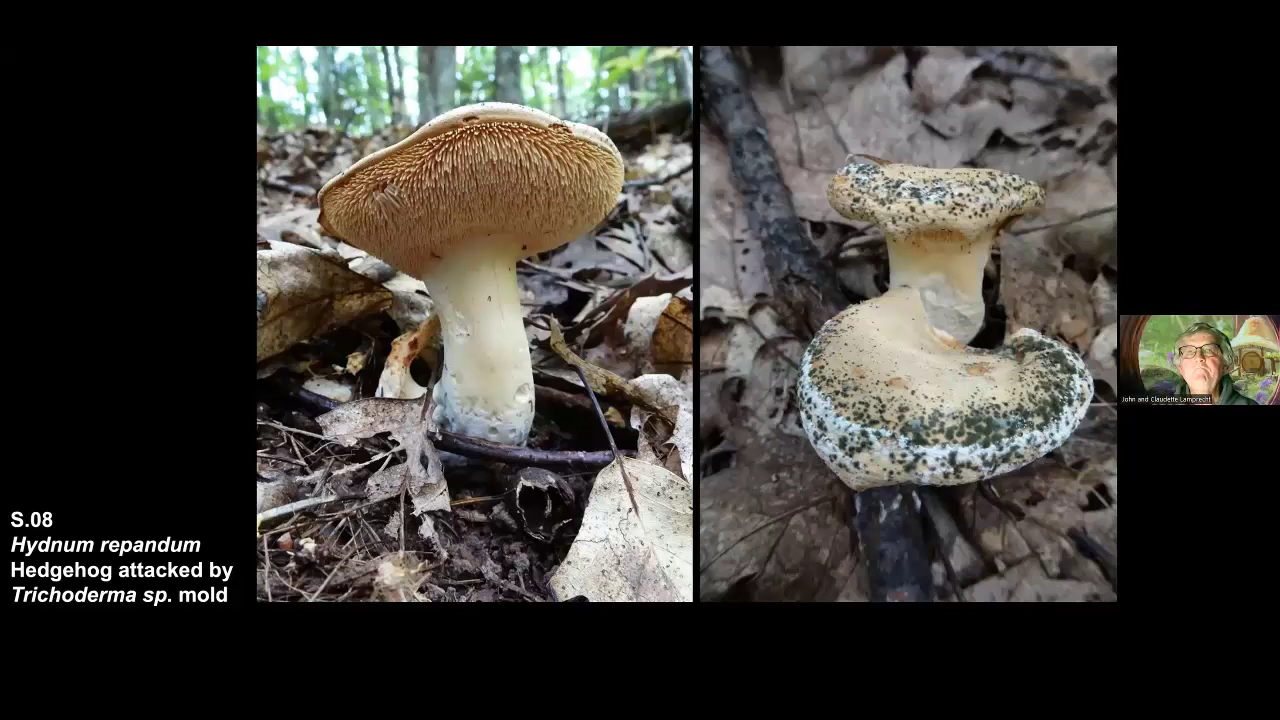 S.08
Hydnum repandum
Hedgehog attacked by
Trichoderma sp. mold
John and Claudette Lamprecht